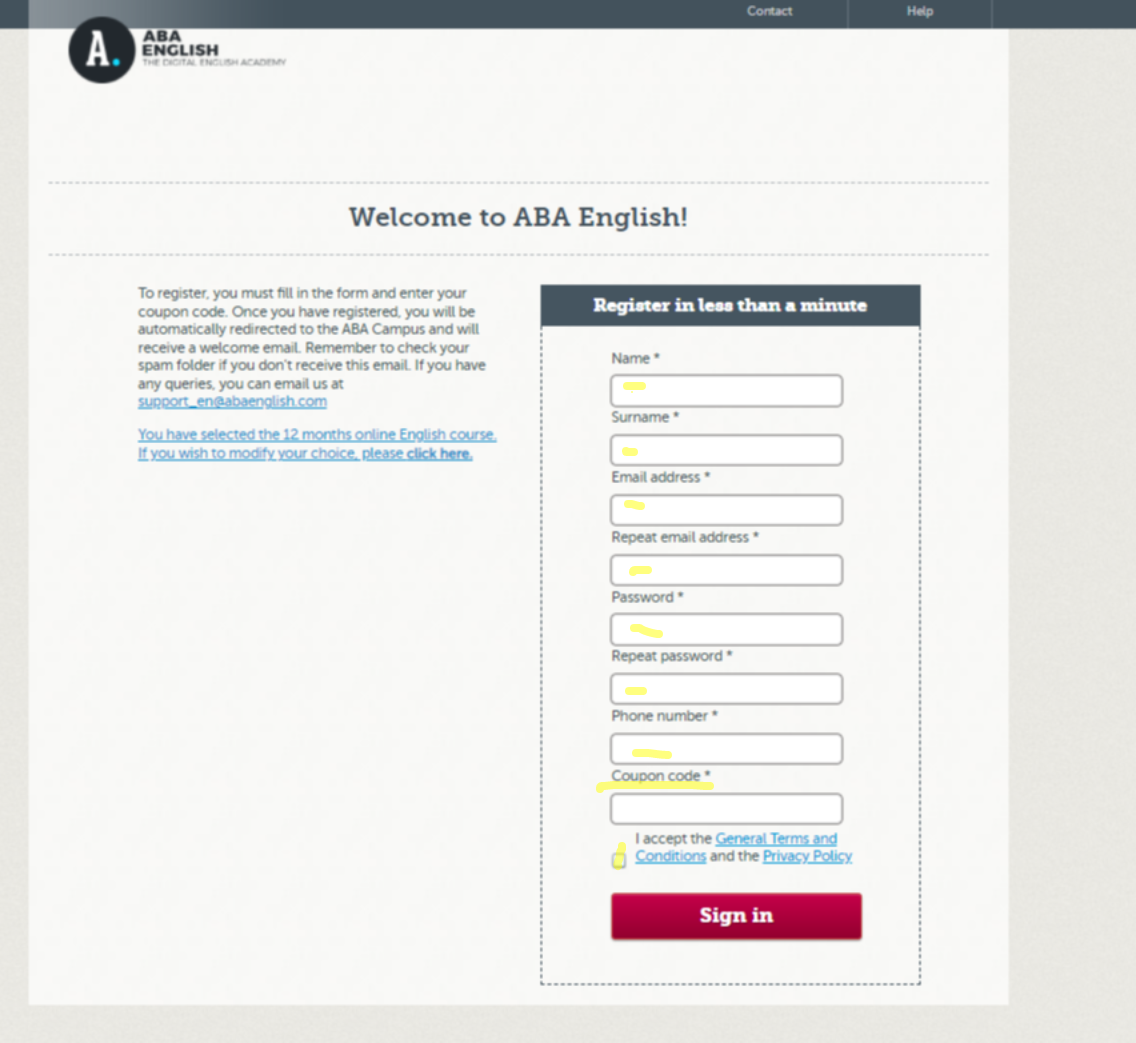 Contact
Help
A.
ABA
ENGLISH
THE DIGITAL ENGLISH ACADEMY
Welcome to ABA English!
To register, you must fill in the form and enter your
coupon code. Once you have registered, you will be
automatically redirected to the ABA Campus and will
receive a welcome email. Remember to check your
spam folder if you don't receive this email. If you have
any queries, you can email us at
support_en@abaenglish.com
You have selected the 12 months online English course.
If you wish to modify your choice, please click here.
Register in less than a minute
Name *
Surname *
Email address *
Repeat email address *
Password *
Repeat password *
Phone number *
Coupon code *
I accept the General Terms and
Conditions and the Privacy Policy
Sign in